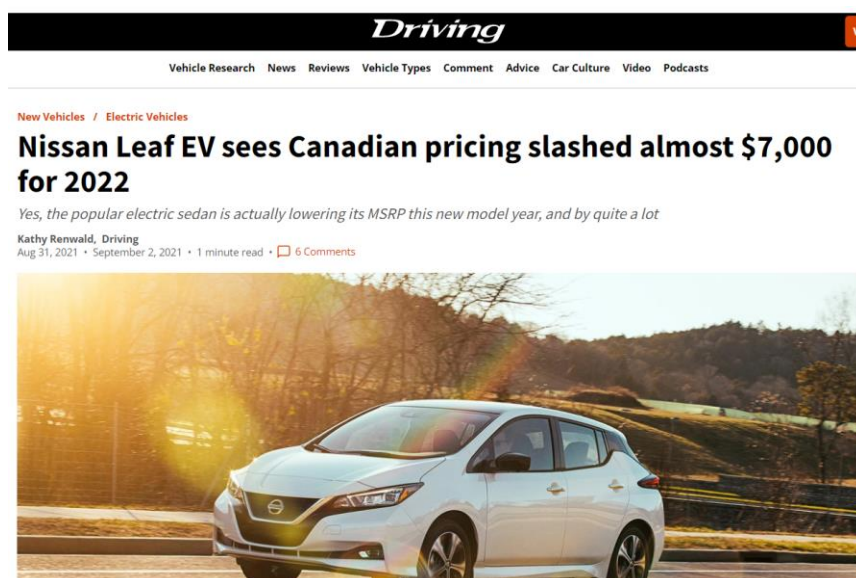 Driving
Vehicle Research News Reviews Vehicle Types Comment Advice Car Culture Video Podcasts
New Vehicles / Electric Vehicles
Nissan Leaf EV sees Canadian pricing slashed almost $7,000
for 2022
Yes, the popular electric sedan is actually lowering its MSRP this new model year, and by quite a lot
Kathy Renwald, Driving
Aug 31, 2021 • September 2, 2021 • 1 minute read • 6 Comments